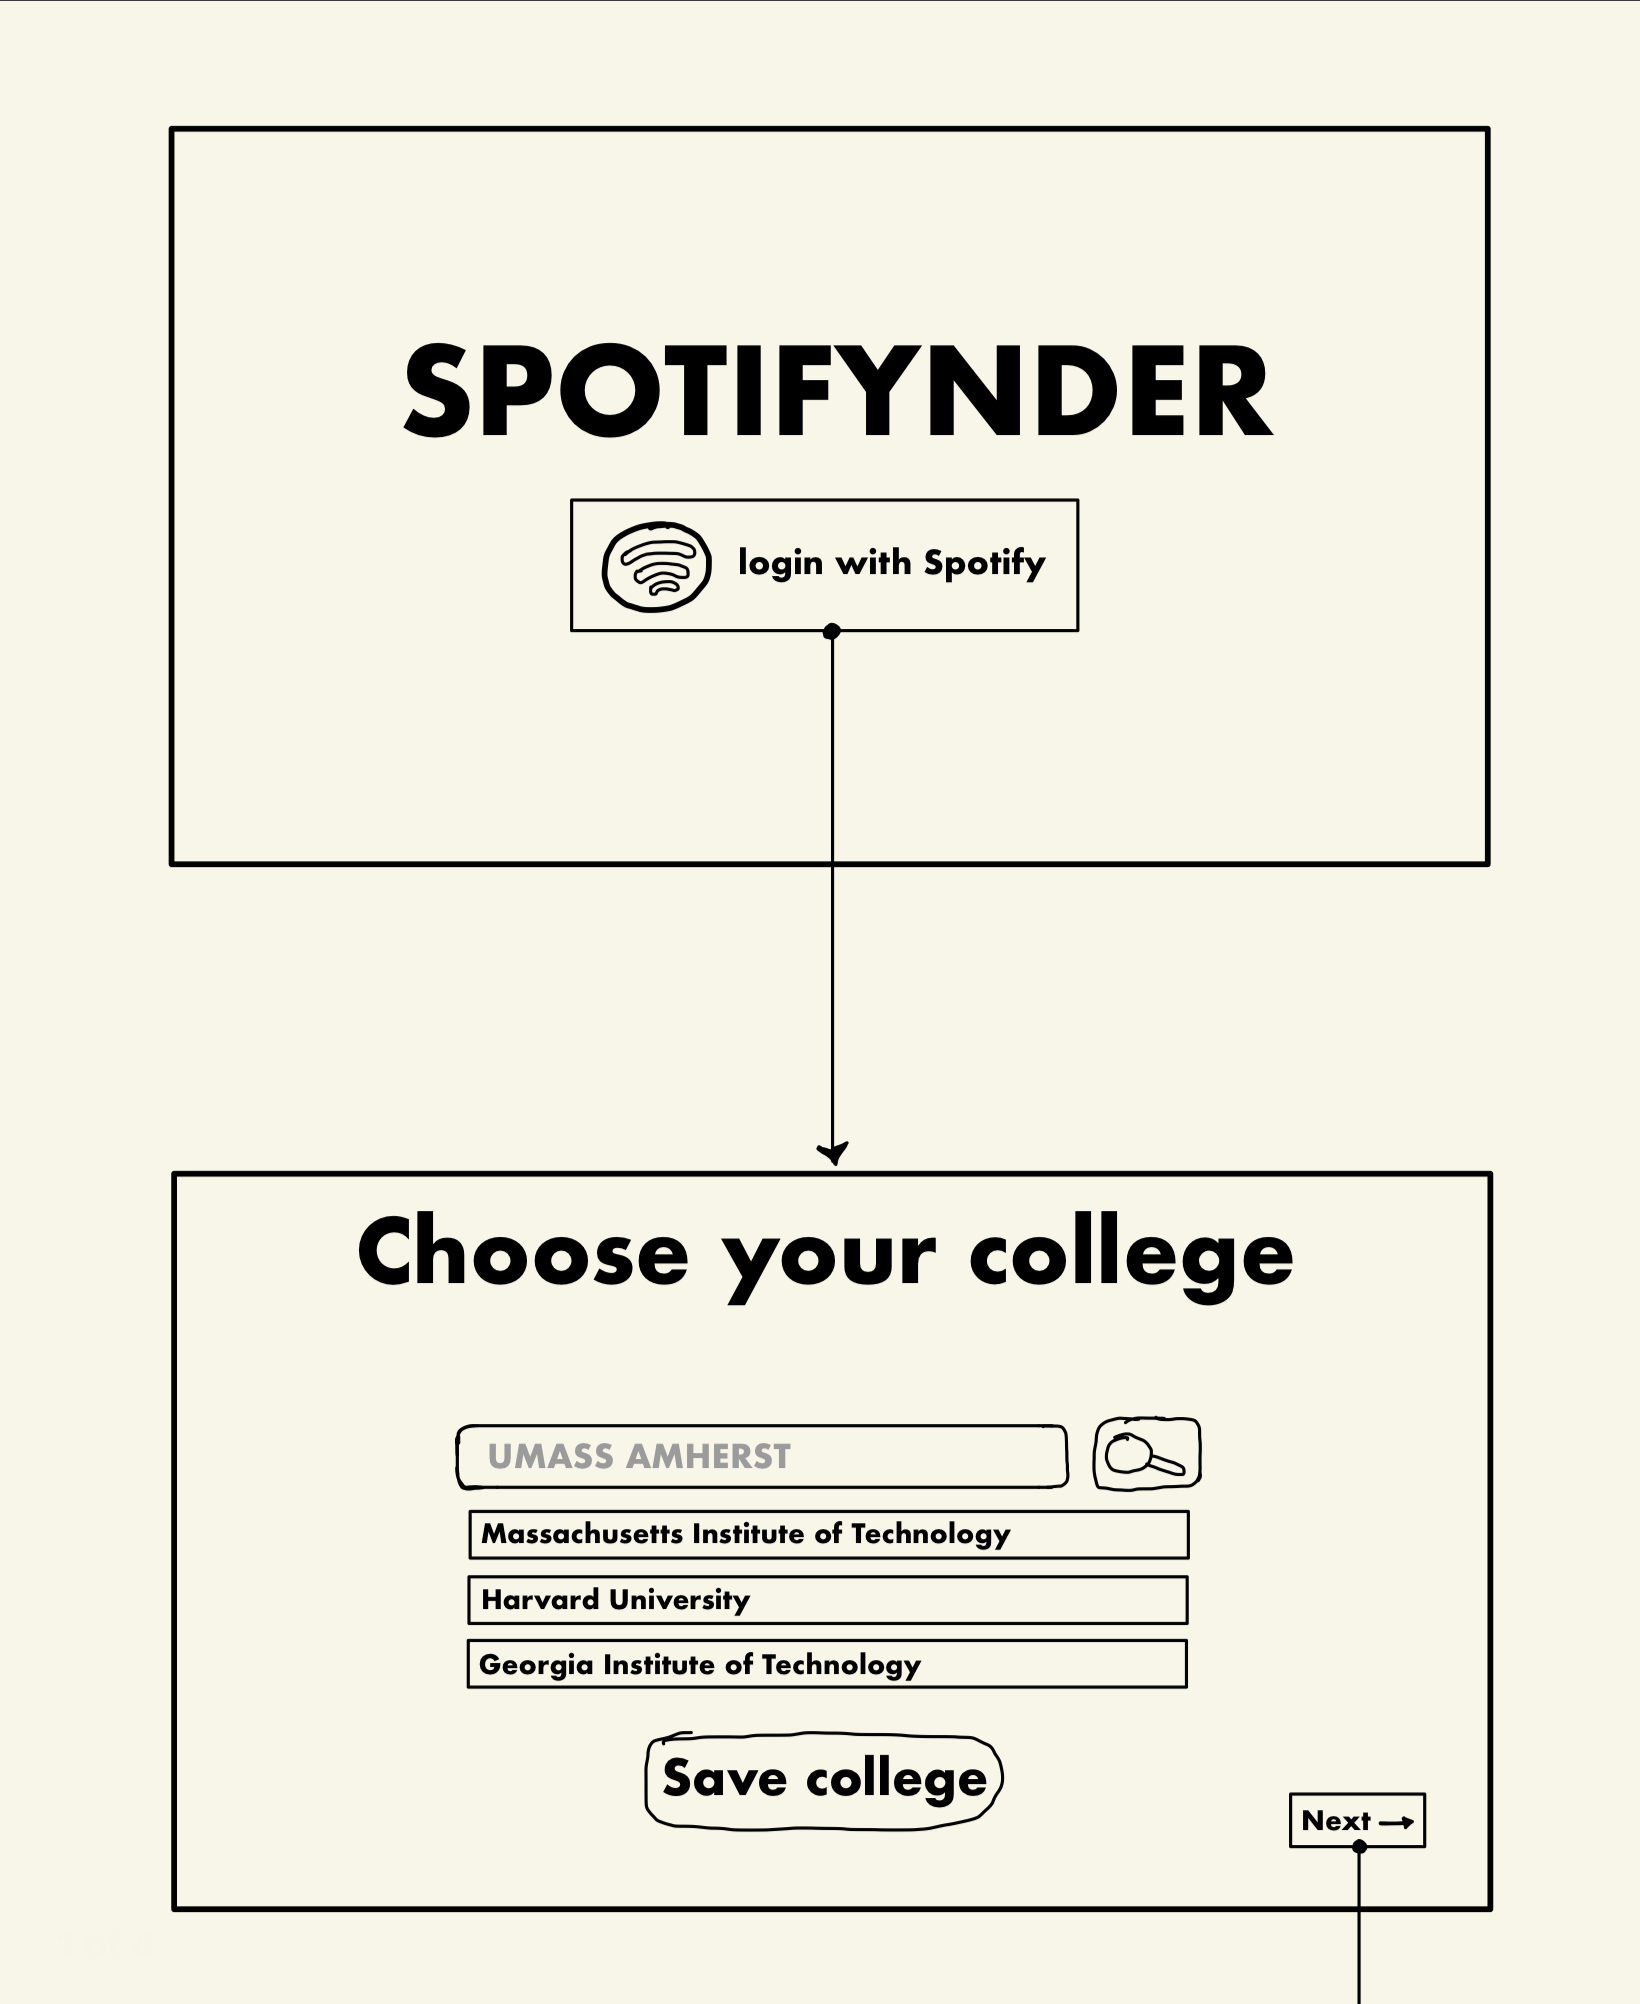 SPOTIFYNDER
login with Spotify
Choose your college
UMASS AMHERST
Massachusetts Institute of Technology
Harvard University
Georgia Institute of Technology
Save college
Next